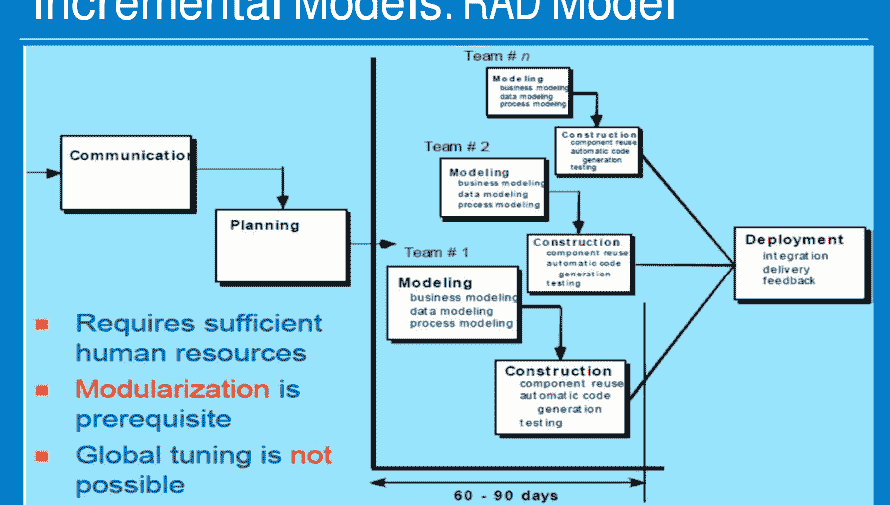 Incremental Models: RAD Model
Team # n
Modeling
business modeling
data modeling
process modeling
Construction
component reuse
automatic code
generation
testing
Team # 2
Modeling
business modeling
data modeling
process modeling
Construction
component reuse
automatic code
generation
testing
Communication
Planning
Team # 1
Modeling
business modeling
data modeling
process modeling
Construction
component reuse
automatic code
generation
testing
Deployment
integration
delivery
feedback
Requires sufficient
human resources
Modularization is
prerequisite
Global tuning is not
possible
60 - 90 days